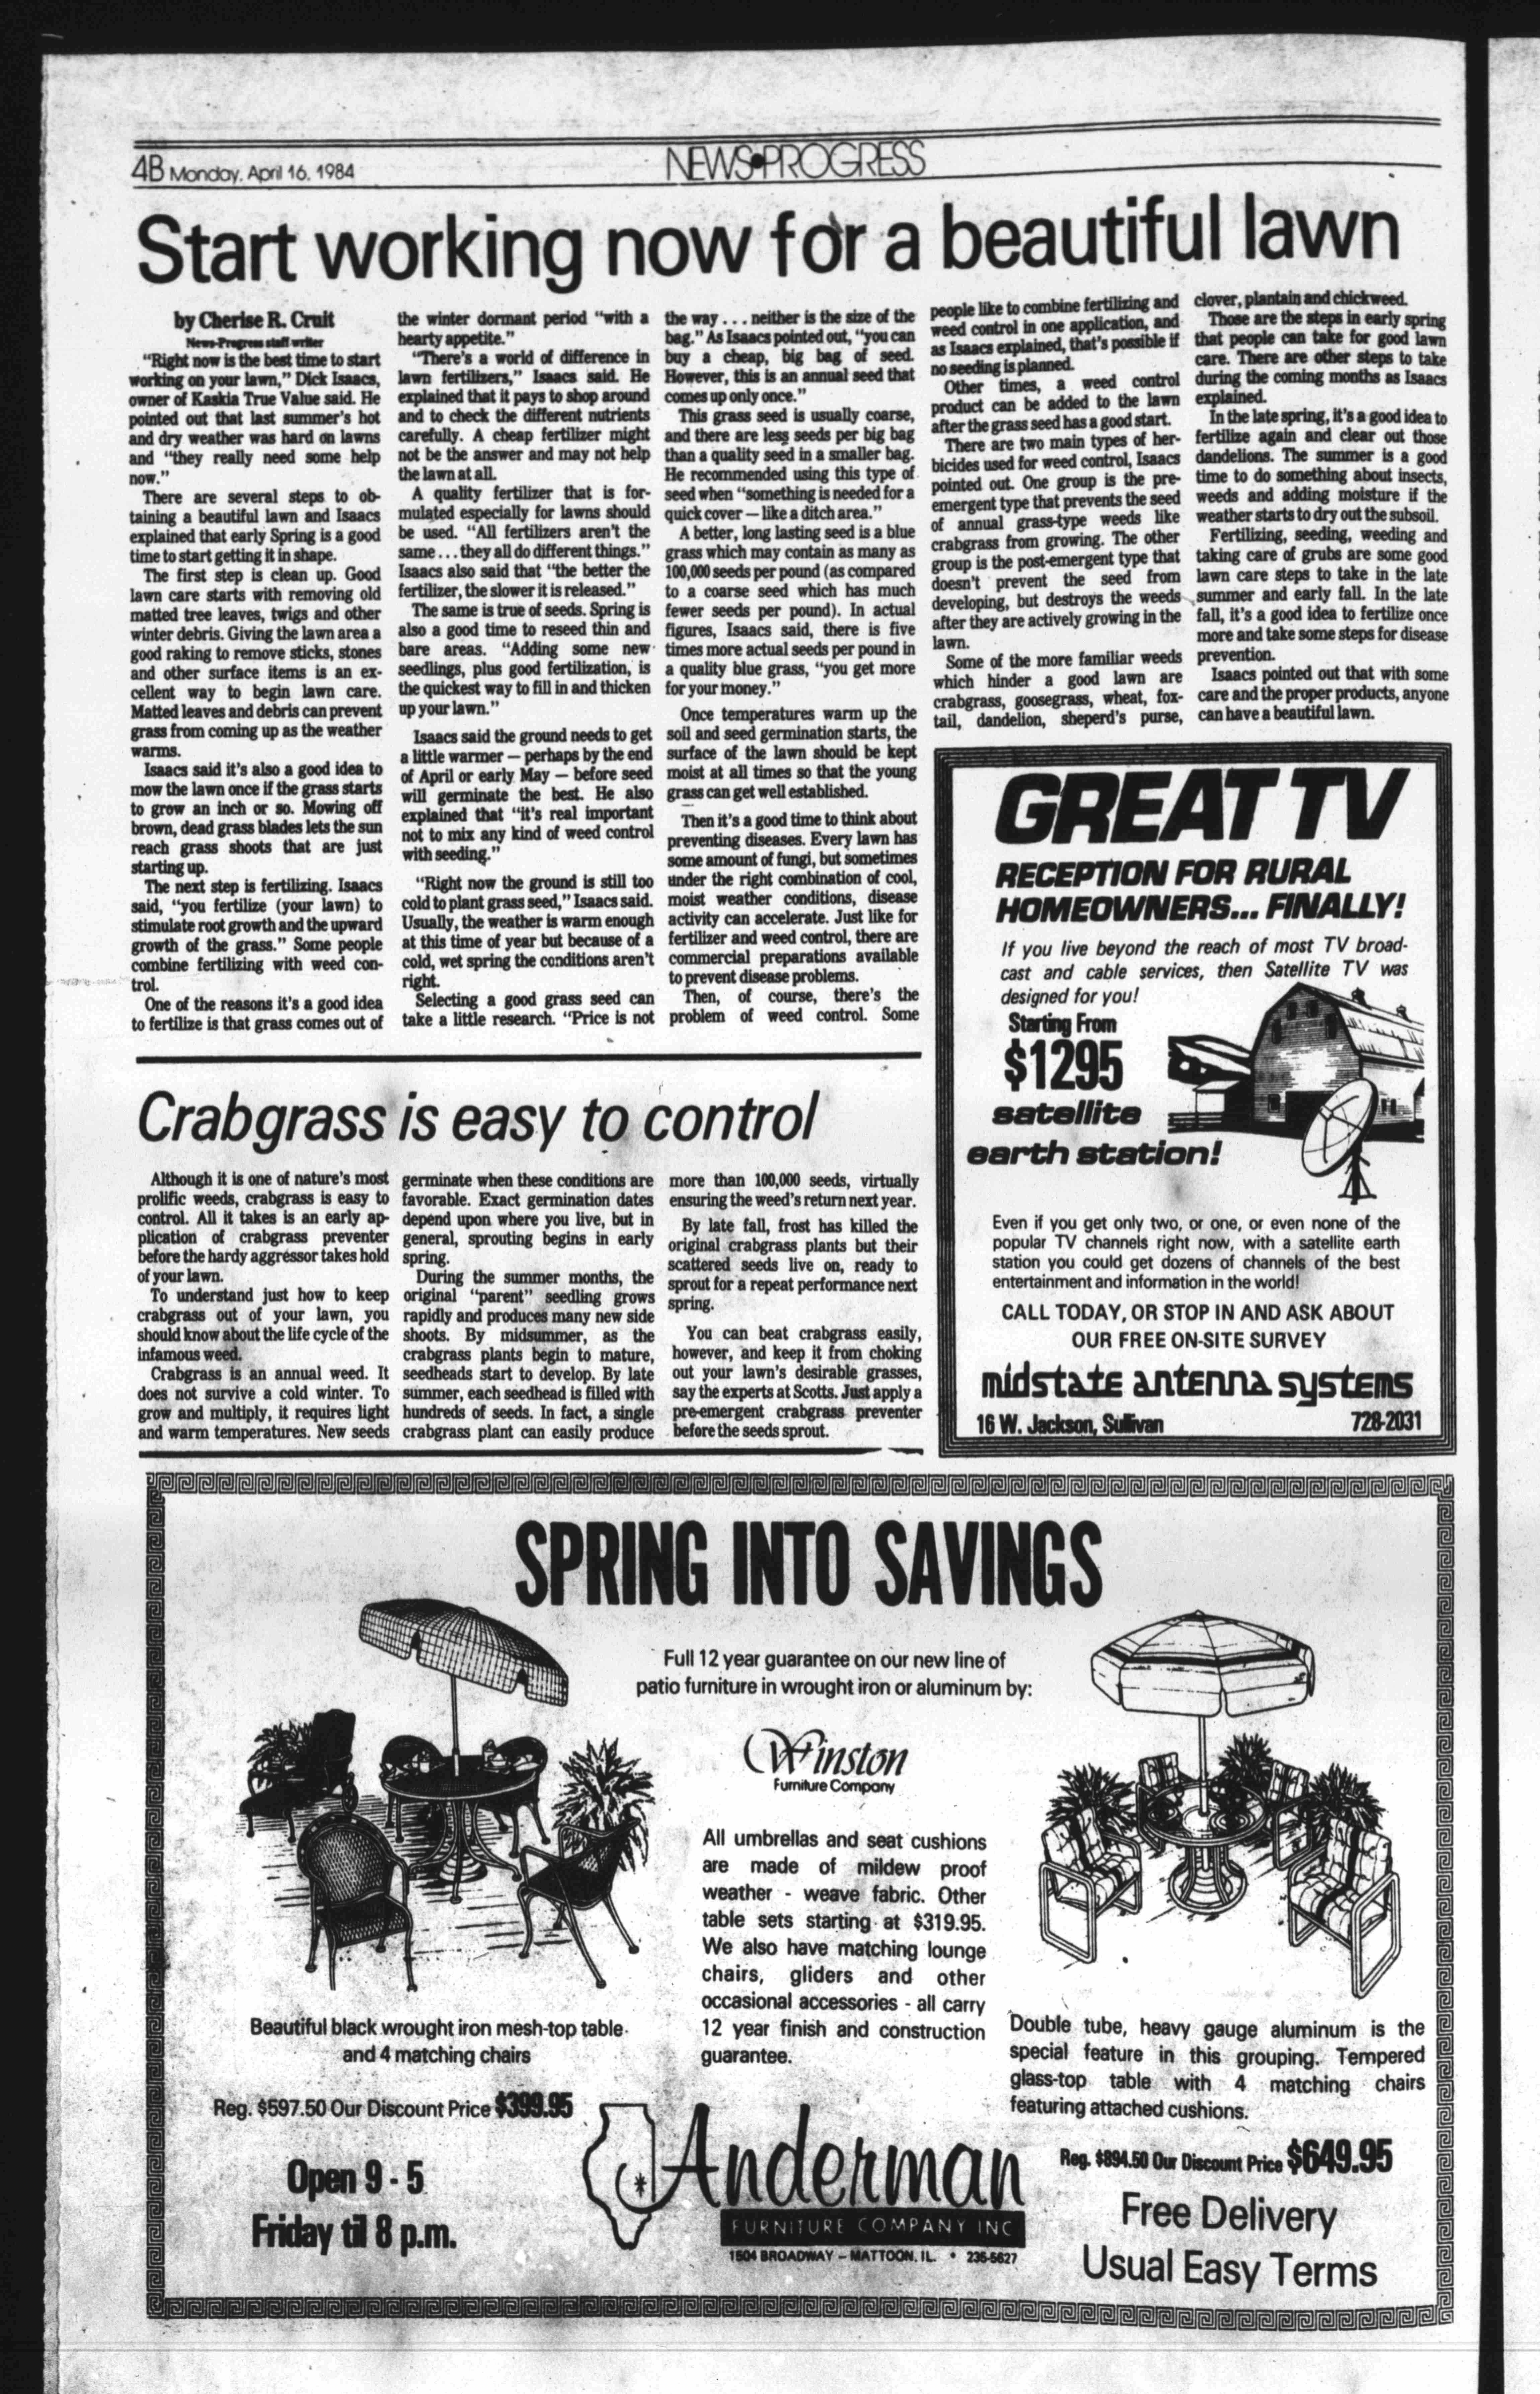 4B Monday, April 16, 1984
NEWS•PROGRESS
Start working now for a beautiful lawn
by Cherise R. Cruit
News-Progress staff writer
"Right now is the best time to start
working on your lawn," Dick Isaacs,
owner of Kaskia True Value said. He
pointed out that last summer's hot
and dry weather was hard on lawns
and "they really need some help
now."
There are several steps to ob-
taining a beautiful lawn and Isaacs
explained that early Spring is a good
time to start getting it in shape.
The first step is clean up. Good
lawn care starts with removing old
matted tree leaves, twigs and other
winter debris. Giving the lawn area a
good raking to remove sticks, stones
and other surface items is an ex-
cellent way to begin lawn care.
Matted leaves and debris can prevent
grass from coming up as the weather
warms.
Isaacs said it's also a good idea to
mow the lawn once if the grass starts
to grow an inch or so. Mowing off
brown, dead grass blades lets the sun
reach grass shoots that are just
starting up.
The next step is fertilizing. Isaacs
said, "you fertilize (your lawn) to
stimulate root growth and the upward
growth of the grass." Some people
combine fertilizing with weed con-
trol.
One of the reasons it's a good idea
to fertilize is that grass comes out of
the winter dormant period "with a
hearty appetite."
"There's a world of difference in
lawn fertilizers," Isaacs said. He
explained that it pays to shop around
and to check the different nutrients
carefully. A cheap fertilizer might
not be the answer and may not help
the lawn at all.
A quality fertilizer that is for-
mulated especially for lawns should
be used. "All fertilizers aren't the
same . . . they all do different things."
Isaacs also said that "the better the
fertilizer, the slower it is released."
The same is true of seeds. Spring is
also a good time to reseed thin and
bare areas. "Adding some new
seedlings, plus good fertilization, is
the quickest way to fill in and thicken
up your lawn."
Isaacs said the ground needs to get
a little warmer — perhaps by the end
of April or early May — before seed
will germinate the best. He also
explained that "it's real important
not to mix any kind of weed control
with seeding."
"Right now the ground is still too
cold to plant grass seed," Isaacs said.
Usually, the weather is warm enough
at this time of year but because of a
cold, wet spring the conditions aren't
right.
Selecting a good grass seed can
take a little research. "Price is not
the way . . . neither is the size of the
bag." As Isaacs pointed out, "you can
buy a cheap, big bag of seed.
However, this is an annual seed that
comes up only once."
This grass seed is usually coarse,
and there are less seeds per big bag
than a quality seed in a smaller bag.
He recommended using this type of
seed when "something is needed for a
quick cover — like a ditch area."
A better, long lasting seed is a blue
grass which may contain as many as
100,000 seeds per pound (as compared
to a coarse seed which has much
fewer seeds per pound). In actual
figures, Isaacs said, there is five
times more actual seeds per pound in
a quality blue grass, "you get more
for your money."
Once temperatures warm up the
soil and seed germination starts, the
surface of the lawn should be kept
moist at all times so that the young
grass can get well established.
Then it's a good time to think about
preventing diseases. Every lawn has
some amount of fungi, but sometimes
under the right combination of cool,
moist weather conditions, disease
activity can accelerate. Just like for
fertilizer and weed control, there are
commercial preparations available
to prevent disease problems.
Then, of course, there's the
problem of weed control. Some
people like to combine fertilizing and
weed control in one application, and
as Isaacs explained, that's possible if
no seeding is planned.
Other times, a weed control
product can be added to the lawn
after the grass seed has a good start.
There are two main types of her-
bicides used for weed control, Isaacs
pointed out. One group is the pre-
emergent type that prevents the seed
of annual grass-type weeds like
crabgrass from growing. The other
group is the post-emergent type that
doesn't prevent the seed from
developing, but destroys the weeds
after they are actively growing in the
lawn.
Some of the more familiar weeds
which hinder a good lawn are
crabgrass, goosegrass, wheat, fox-
tail, dandelion, sheperd's purse,
clover, plantain and chickweed.
Those are the steps in early spring
that people can take for good lawn
care. There are other steps to take
during the coming months as Isaacs
explained.
In the late spring, it's a good idea to
fertilize again and clear out those
dandelions. The summer is a good
time to do something about insects,
weeds and adding moisture if the
weather starts to dry out the subsoil.
Fertilizing, seeding, weeding and
taking care of grubs are some good
lawn care steps to take in the late
summer and early fall. In the late
fall, it's a good idea to fertilize once
more and take some steps for disease
prevention.
Isaacs pointed out that with some
care and the proper products, anyone
can have a beautiful lawn.
Crabgrass is easy to control
Although it is one of nature's most
prolific weeds, crabgrass is easy to
control. All it takes is an early ap-
plication of crabgrass preventer
before the hardy aggressor takes hold
of your lawn.
To understand just how to keep
crabgrass out of your lawn, you
should know about the life cycle of the
infamous weed.
Crabgrass is an annual weed. It
does not survive a cold winter. To
grow and multiply, it requires light
and warm temperatures. New seeds
germinate when these conditions are
favorable. Exact germination dates
depend upon where you live, but in
general, sprouting begins in early
spring.
During the summer months, the
original "parent" seedling grows
rapidly and produces many new side
shoots. By midsummer, as the
crabgrass plants begin to mature,
seedheads start to develop. By late
summer, each seedhead is filled with
hundreds of seeds. In fact, a single
crabgrass plant can easily produce
more than 100,000 seeds, virtually
ensuring the weed's return next year.
By late fall, frost has killed the
original crabgrass plants but their
scattered seeds live on, ready to
sprout for a repeat performance next
spring.
You can beat crabgrass easily,
however, and keep it from choking
out your lawn's desirable grasses,
say the experts at Scotts. Just apply a
pre-emergent crabgrass preventer
before the seeds sprout.
GREAT TV
RECEPTION FOR RURAL
HOMEOWNERS... FINALLY!
If you live beyond the reach of most TV broad-
cast and cable services, then Satellite TV was
designed for you!
Starting From
$1295
satellite
earth station!
Even if you get only two, or one, or even none of the
popular TV channels right now, with a satellite earth
station you could get dozens of channels of the best
entertainment and information in the world!
CALL TODAY, OR STOP IN AND ASK ABOUT
OUR FREE ON-SITE SURVEY
midstate antenna systems
16 W. Jackson, Sullivan 728-2031
SPRING INTO SAVINGS
Full 12 year guarantee on our new line of
patio furniture in wrought iron or aluminum by:
Winston
Furniture Company
All umbrellas and seat cushions
are made of mildew proof
weather - weave fabric. Other
table sets starting at $319.95.
We also have matching lounge
chairs, gliders and other
occasional accessories - all carry
12 year finish and construction
guarantee.
Beautiful black wrought iron mesh-top table
and 4 matching chairs
Reg. $597.50 Our Discount Price $399.95
Open 9 - 5
Friday til 8 p.m.
Double tube, heavy gauge aluminum is the
special feature in this grouping. Tempered
glass-top table with 4 matching chairs
featuring attached cushions.
Reg. $894.50 Our Discount Price $649.95
Free Delivery
Usual Easy Terms
Anderman
FURNITURE COMPANY INC
1504 BROADWAY – MATTOON, IL. • 235-5627